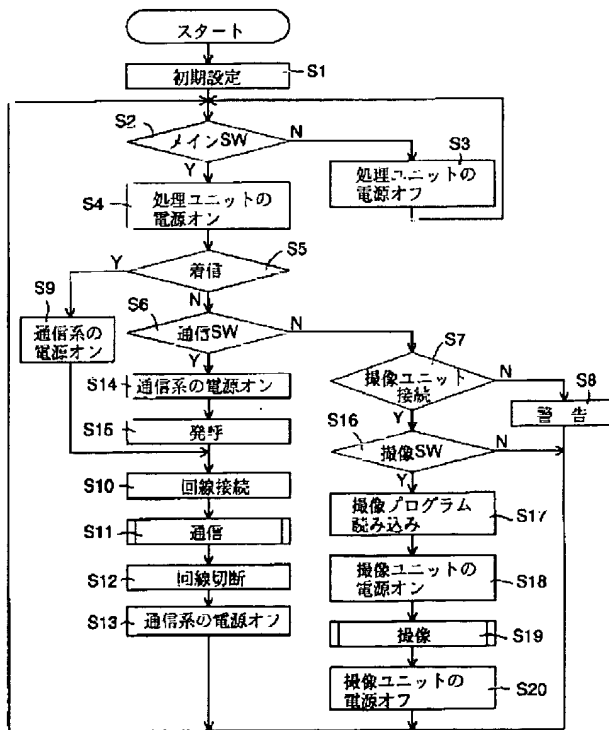 スタート
初期設定
S1
S2
メインSW
N
Y
S3
処理ユニットの
電源オフ
S4
処理ユニットの
電源オン
S5
着信
Y
N
S9
通信系の
電源オン
S6
通信SW
N
Y
S7
撮像ユニット
接続
N
Y
S8
警告
S14
通信系の電源オン
S15
発呼
S16
撮像SW
N
Y
S10
回線接続
S11
通信
S12
回線切断
S13
通信系の電源オフ
撮像プログラム
読み込み
S17
撮像ユニットの
電源オン
S18
撮像
S19
撮像ユニットの
電源オフ
S20